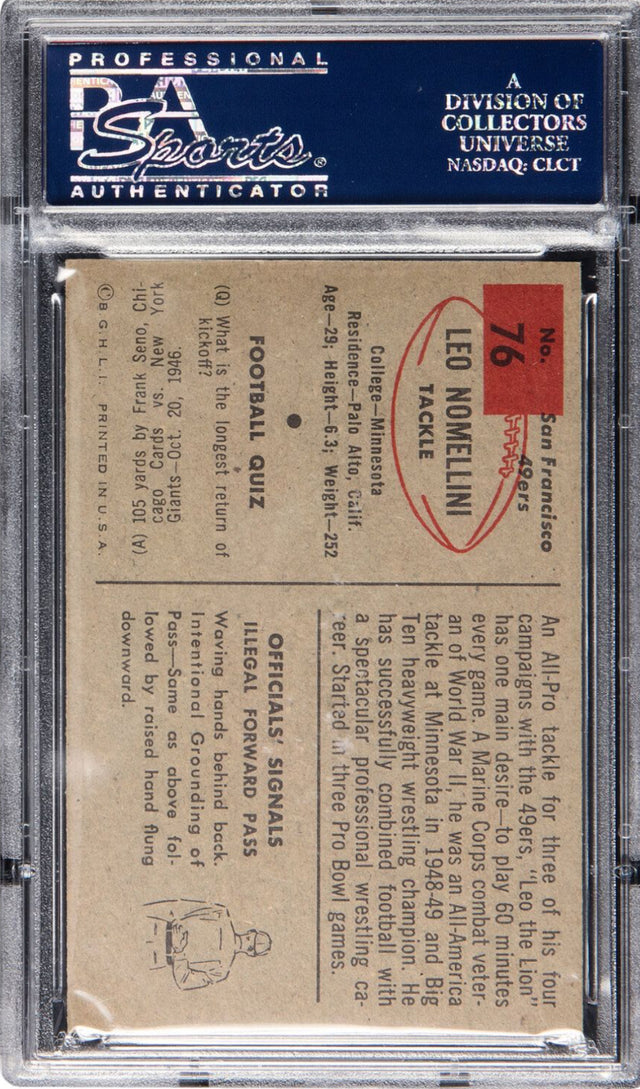 PROFESSIONAL
PSA
Sports®
AUTHENTICATOR
A
DIVISION OF
COLLECTORS
UNIVERSE
NASDAQ: CLCT
No.
76
San Francisco
49ers
LEO NOMELLINI
TACKLE
College—Minnesota
Residence—Palo Alto, Calif.
Age—29; Height—6.3; Weight—252
FOOTBALL QUIZ
(Q) What is the longest return of
kickoff?
(A) 105 yards by Frank Seno, Chi-
cago Cards vs. New York
Giants—Oct. 20, 1946.
©B.G.H.L.I. PRINTED IN U.S.A.
An All-Pro tackle for three of his four
campaigns with the 49ers, "Leo the Lion"
has one main desire—to play 60 minutes
every game. A Marine Corps combat veter-
an of World War II, he was an All-America
tackle at Minnesota in 1948-49 and Big
Ten heavyweight wrestling champion. He
has successfully combined football with
a spectacular professional wrestling ca-
reer. Started in three Pro Bowl games.
OFFICIALS' SIGNALS
ILLEGAL FORWARD PASS
Waving hands behind back.
Intentional Grounding of
Pass—Same as above fol-
lowed by raised hand flung
downward.